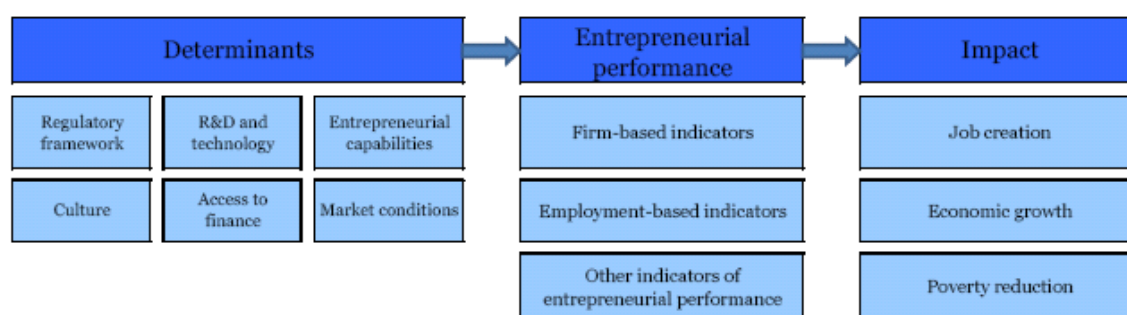 Determinants
Entrepreneurial
performance
Impact
Regulatory
framework
R&D and
technology
Entrepreneurial
capabilities
Culture
Access to
finance
Market conditions
Firm-based indicators
Employment-based indicators
Other indicators of
entrepreneurial performance
Job creation
Economic growth
Poverty reduction